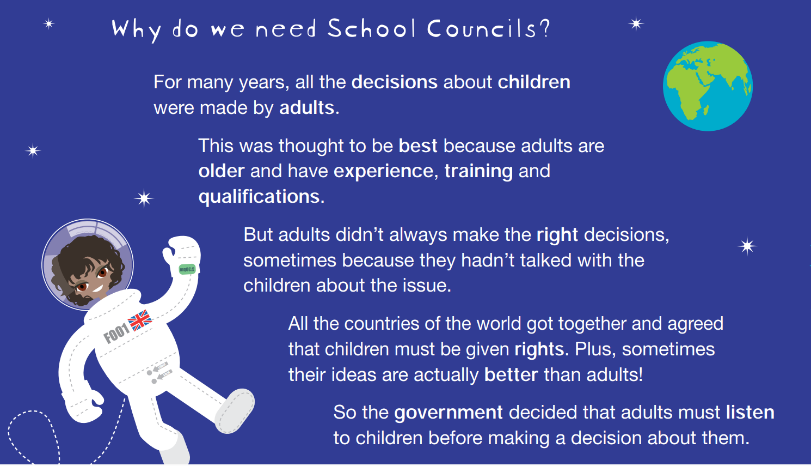 Why do we need School Councils?
For many years, all the decisions about children
were made by adults.
This was thought to be best because adults are
older and have experience, training and
qualifications.
But adults didn't always make the right decisions,
sometimes because they hadn't talked with the
children about the issue.
All the countries of the world got together and agreed
that children must be given rights. Plus, sometimes
their ideas are actually better than adults!
So the government decided that adults must listen
to children before making a decision about them.
F001